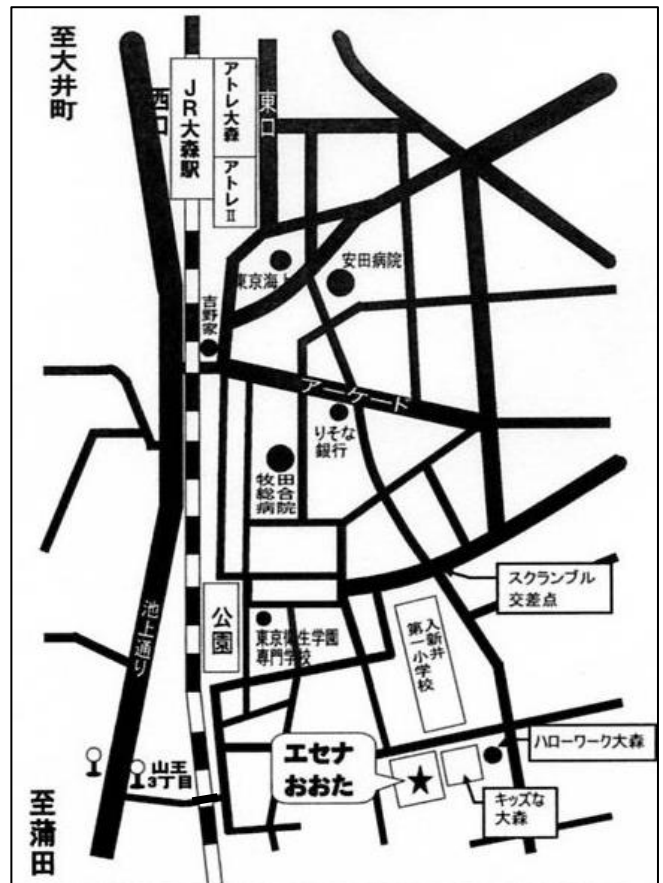 至大井町
西口
JR大森駅
アトレ大森
アトレⅡ
東口
東京海上
安田病院
吉野家
アーケード
りそな
銀行
牧田
総合
病院
スクランブル
交差点
公園
池上通り
東京衛生学園
専門学校
入新井
第一小学校
エセナ
おおた
ハローワーク大森
キッズな
大森
山王
3丁目
至蒲田